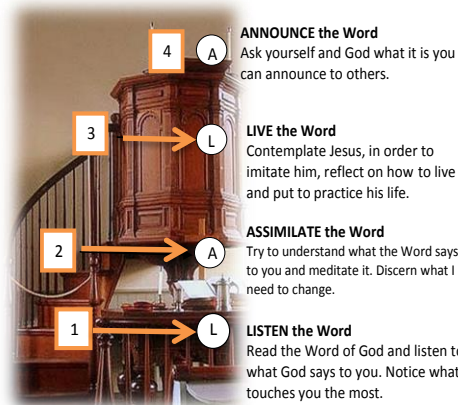 4
A
ANNOUNCE the Word
Ask yourself and God what it is you
can announce to others.
3
L
LIVE the Word
Contemplate Jesus, in order to
imitate him, reflect on how to live
and put to practice his life.
2
A
ASSIMILATE the Word
Try to understand what the Word says
to you and meditate it. Discern what I
need to change.
1
L
LISTEN the Word
Read the Word of God and listen to
what God says to you. Notice what
touches you the most.